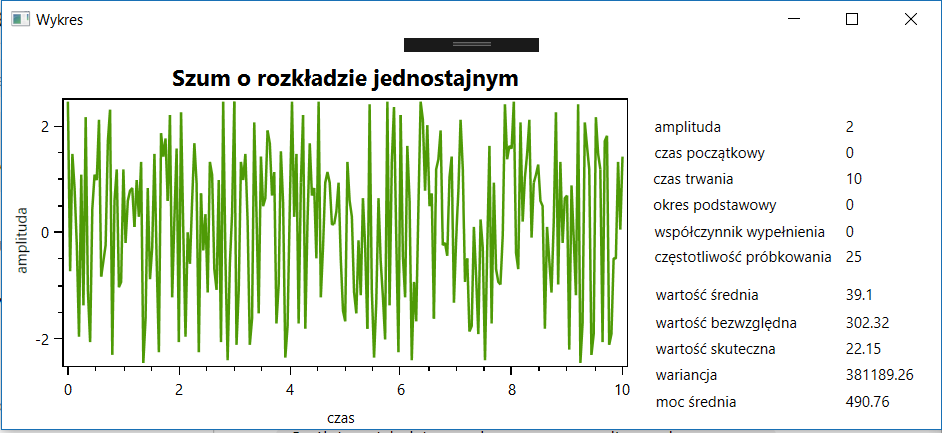 Wykres
Szum o rozkładzie jednostajnym
amplituda
2
0
-2
0 2 4 6 8 10
czas
amplituda 2
czas początkowy 0
czas trwania 10
okres podstawowy 0
współczynnik wypełnienia 0
częstotliwość próbkowania 25
wartość średnia 39.1
wartość bezwzględna 302.32
wartość skuteczna 22.15
wariancja 381189.26
moc średnia 490.76